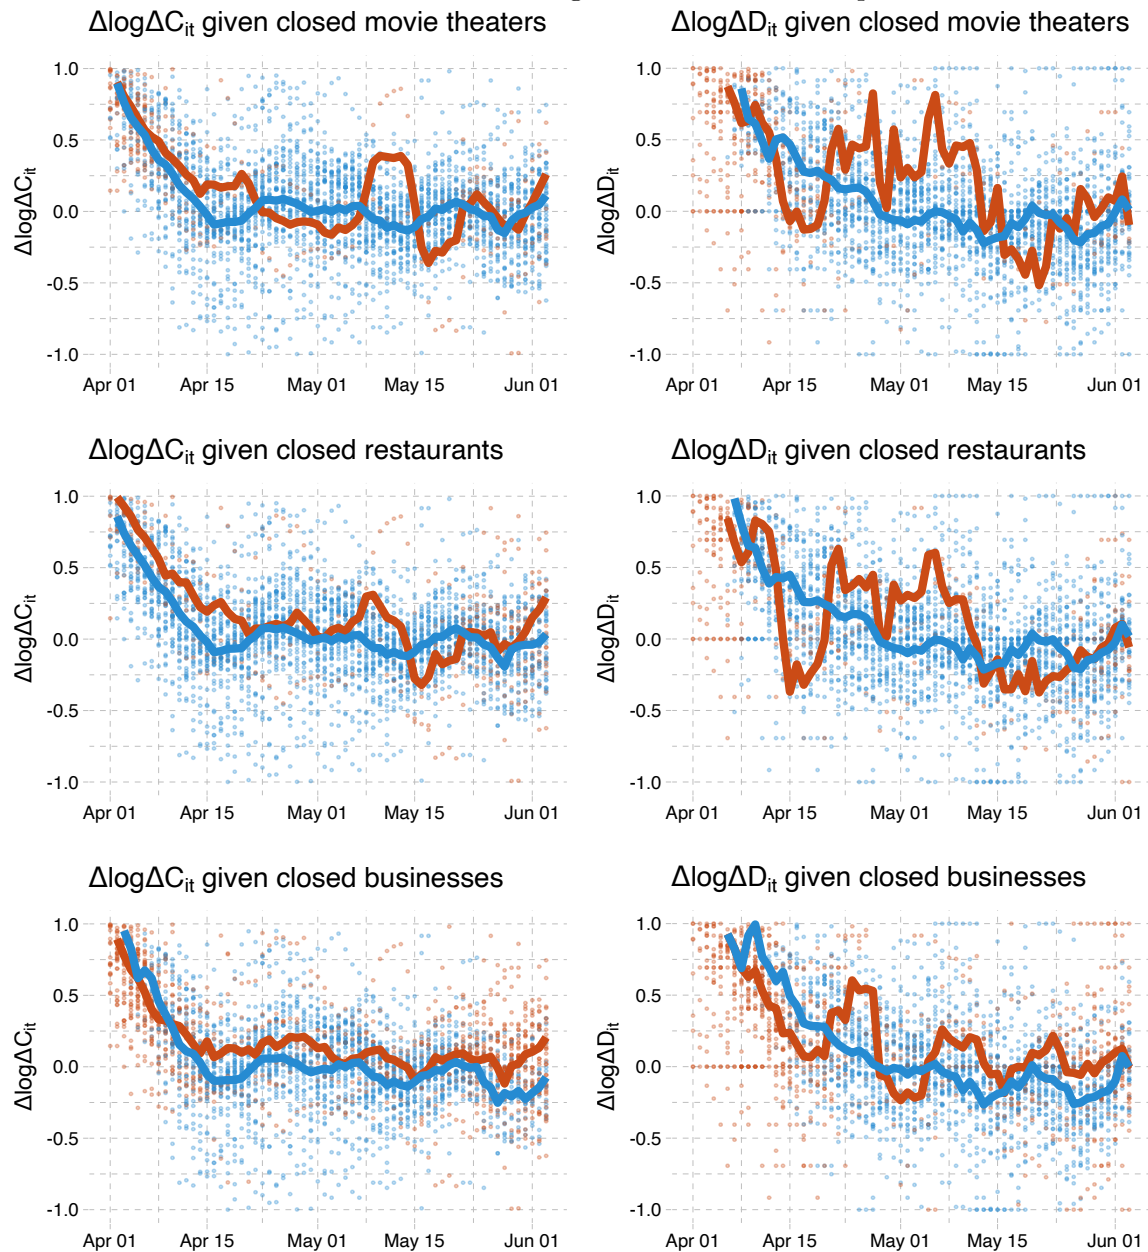 ΔlogΔCit given closed movie theaters
ΔlogΔDit given closed movie theaters
1.0
0.5
0.0
-0.5
-1.0
ΔlogΔCit
Apr 01 Apr 15 May 01 May 15 Jun 01
1.0
0.5
0.0
-0.5
-1.0
ΔlogΔDit
Apr 01 Apr 15 May 01 May 15 Jun 01
ΔlogΔCit given closed restaurants
ΔlogΔDit given closed restaurants
1.0
0.5
0.0
-0.5
-1.0
ΔlogΔCit
Apr 01 Apr 15 May 01 May 15 Jun 01
1.0
0.5
0.0
-0.5
-1.0
ΔlogΔDit
Apr 01 Apr 15 May 01 May 15 Jun 01
ΔlogΔCit given closed businesses
ΔlogΔDit given closed businesses
1.0
0.5
0.0
-0.5
-1.0
ΔlogΔCit
Apr 01 Apr 15 May 01 May 15 Jun 01
1.0
0.5
0.0
-0.5
-1.0
ΔlogΔDit
Apr 01 Apr 15 May 01 May 15 Jun 01